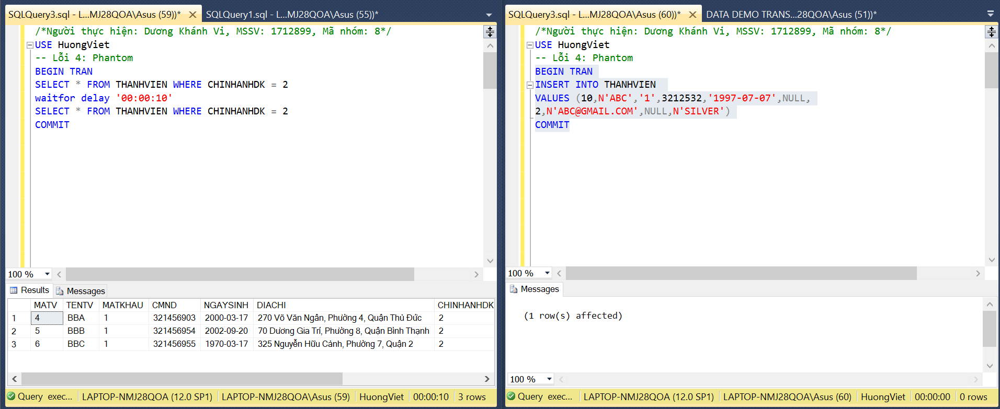 SQLQuery3.sql - L...MJ28QOA\Asus (59))*
SQLQuery1.sql - L...MJ28QOA\Asus (55))*
/*Người thực hiện: Dương Khánh Vi, MSSV: 1712899, Mã nhóm: 8*/
USE HuongViet
-- Lỗi 4: Phantom
BEGIN TRAN
SELECT * FROM THANHVIEN WHERE CHINHANHDK = 2
waitfor delay '00:00:10'
SELECT * FROM THANHVIEN WHERE CHINHANHDK = 2
COMMIT
100 %
Results Messages
MATV TENTV MATKHAU CMND NGAYSINH DIACHI CHINHANHDK
1 4 BBA 1 321456903 2000-03-17 270 Võ Văn Ngân, Phường 4, Quận Thủ Đức 2
2 5 BBB 1 321456954 2002-09-20 70 Dương Gia Trí, Phường 8, Quận Bình Thạnh 2
3 6 BBC 1 321456955 1970-03-17 325 Nguyễn Hữu Cảnh, Phường 7, Quận 2 2
Query exec... LAPTOP-NMJ28QOA (12.0 SP1) LAPTOP-NMJ28QOA\Asus (59) HuongViet 00:00:10 3 rows
SQLQuery3.sql - L...MJ28QOA\Asus (60))*
DATA DEMO TRANS...28QOA\Asus (51))*
/*Người thực hiện: Dương Khánh Vi, MSSV: 1712899, Mã nhóm: 8*/
USE HuongViet
-- Lỗi 4: Phantom
BEGIN TRAN
INSERT INTO THANHVIEN
VALUES (10,N'ABC','1',3212532,'1997-07-07',NULL,
2,N'ABC@GMAIL.COM',NULL,N'SILVER')
COMMIT
100 %
Messages
(1 row(s) affected)
100 %
Query exec... LAPTOP-NMJ28QOA (12.0 SP1) LAPTOP-NMJ28QOA\Asus (60) HuongViet 00:00:00 0 rows